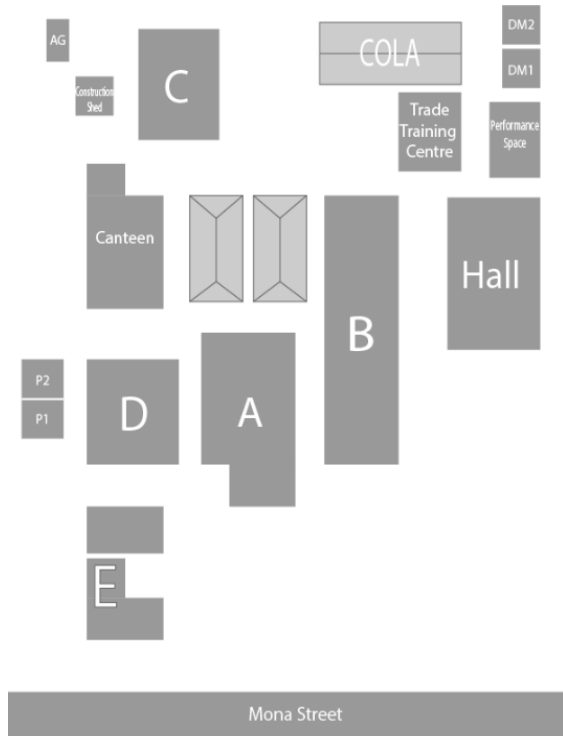 DM2
AG
COLA
DM1
C
Construction
Shed
Trade
Training
Centre
Performance
Space
Canteen
Hall
B
P2
D
A
P1
E
Mona Street